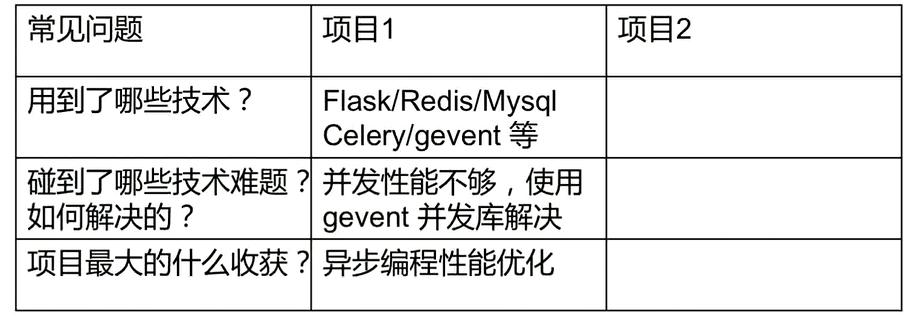 常见问题
项目1
项目2
用到了哪些技术？
Flask/Redis/Mysql
Celery/gevent 等
碰到了哪些技术难题？
如何解决的？
并发性能不够，使用
gevent 并发库解决
项目最大的什么收获？
异步编程性能优化